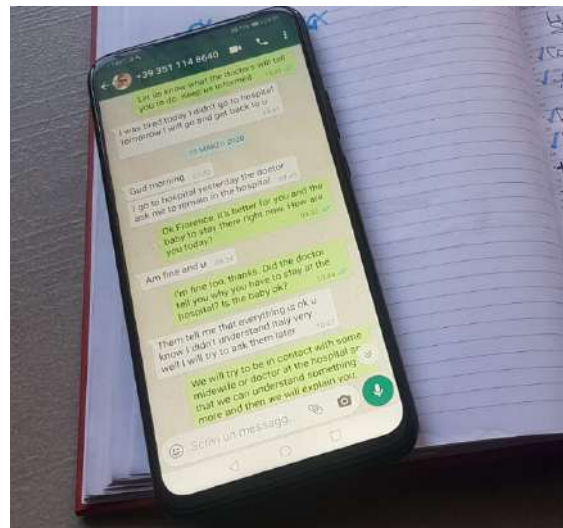 +39 351 114 8640
Let us know what the doctors will tell
you to do. Keep us informed
I was tired today I didn't go to hospital
tomorrow I will go and get back to u
MARZO 2020
Gud morning
I go to hospital yesterday the doctor
ask me to remain in the hospital
Ok Florence. It's better for you and the
baby to stay there right now. How are
you today?
Am fine and u
I'm fine too, thanks. Did the doctor
tell you why you have to stay at the
hospital? Is the baby ok?
Them tell me that everything is ok u
know I didn't understand Italy very
well I will try to ask them later
We will try to be in contact with some
midewife or doctor at the hospital
that we can understand something
more and then we will explain you.
Scrivi un messagg..